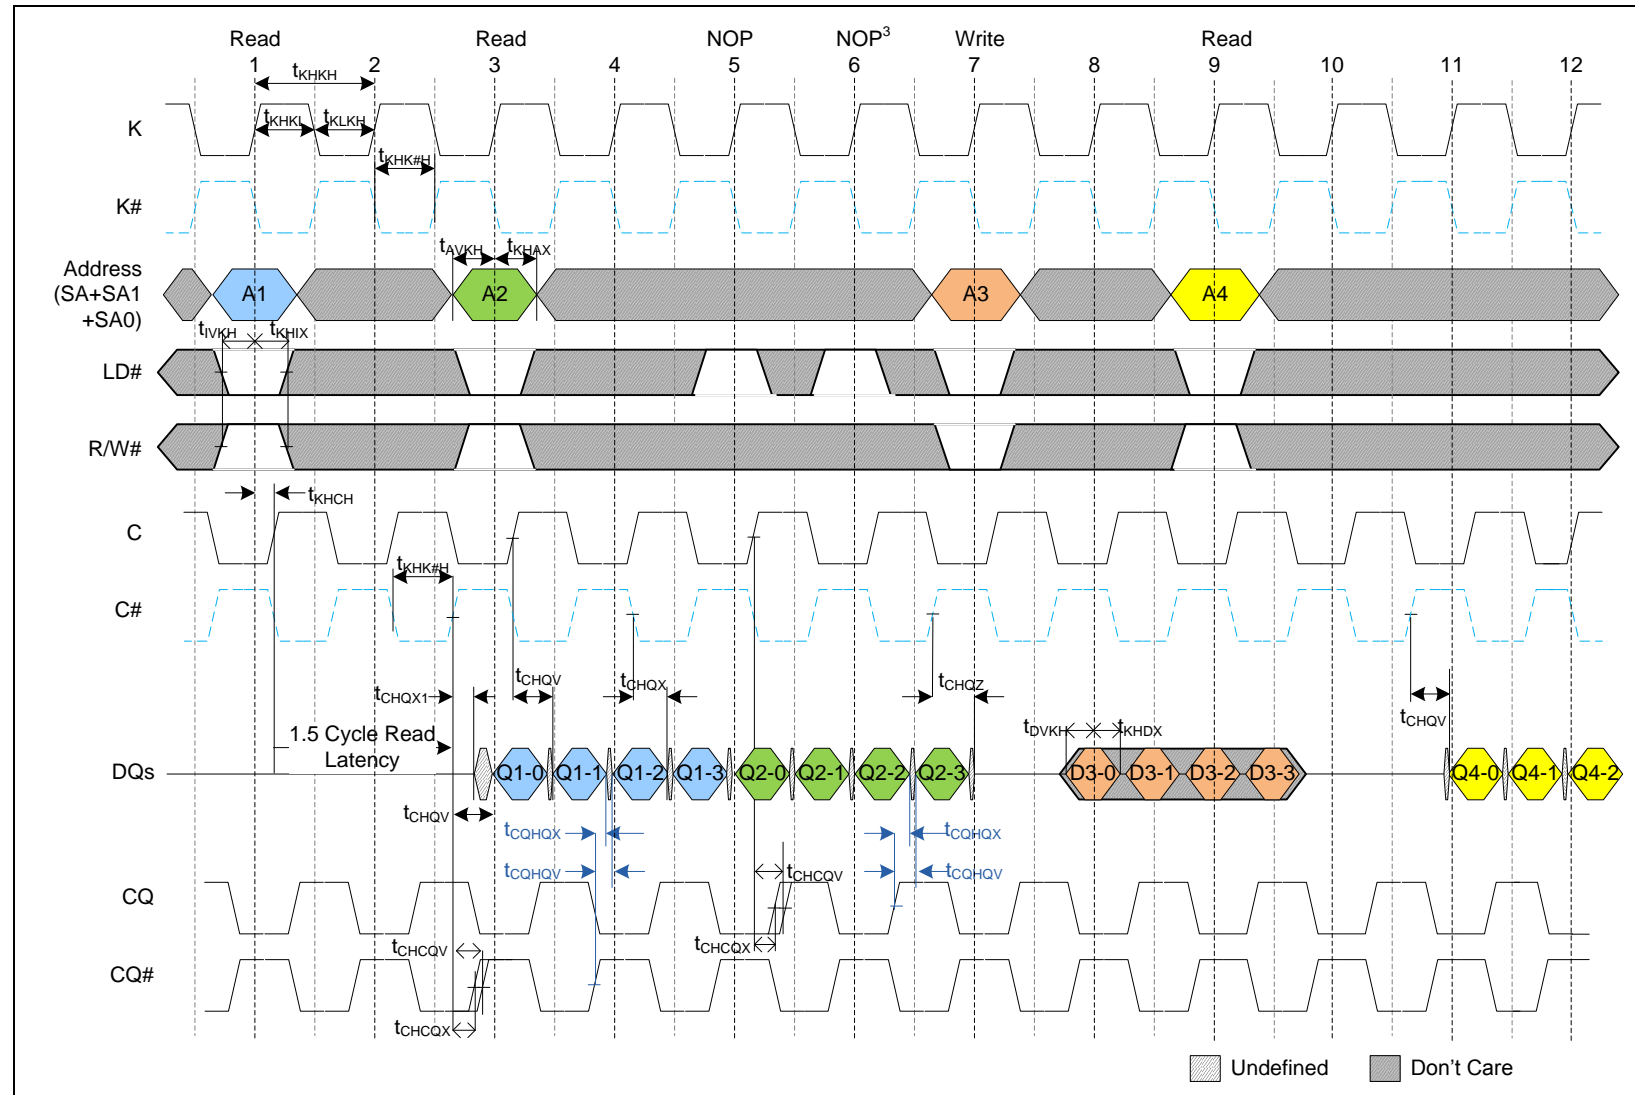 Read Read NOP NOP3 Write Read
1 2 3 4 5 6 7 8 9 10 11 12
tKHKH
K
tKHKL tKLKH
tKHK#H
K#
tAVKH tKHAX
Address
(SA+SA1
+SA0)
A1 A2 A3 A4
tIVKH tKHIX
LD#
R/W#
tKHCH
C
tKHK#H
C#
tCHQX1 tCHQV tCHQX tCHQZ tCHQV
1.5 Cycle Read
Latency
tDVKH tKHDX
DQs
Q1-0 Q1-1 Q1-2 Q1-3 Q2-0 Q2-1 Q2-2 Q2-3 D3-0 D3-1 D3-2 D3-3 Q4-0 Q4-1 Q4-2
tCHQV
tCQHQX tCQHQX
tCQHQV tCHCQV tCQHQV
CQ
tCHCQV tCHCQX
CQ#
tCHCQX
Undefined Don't Care